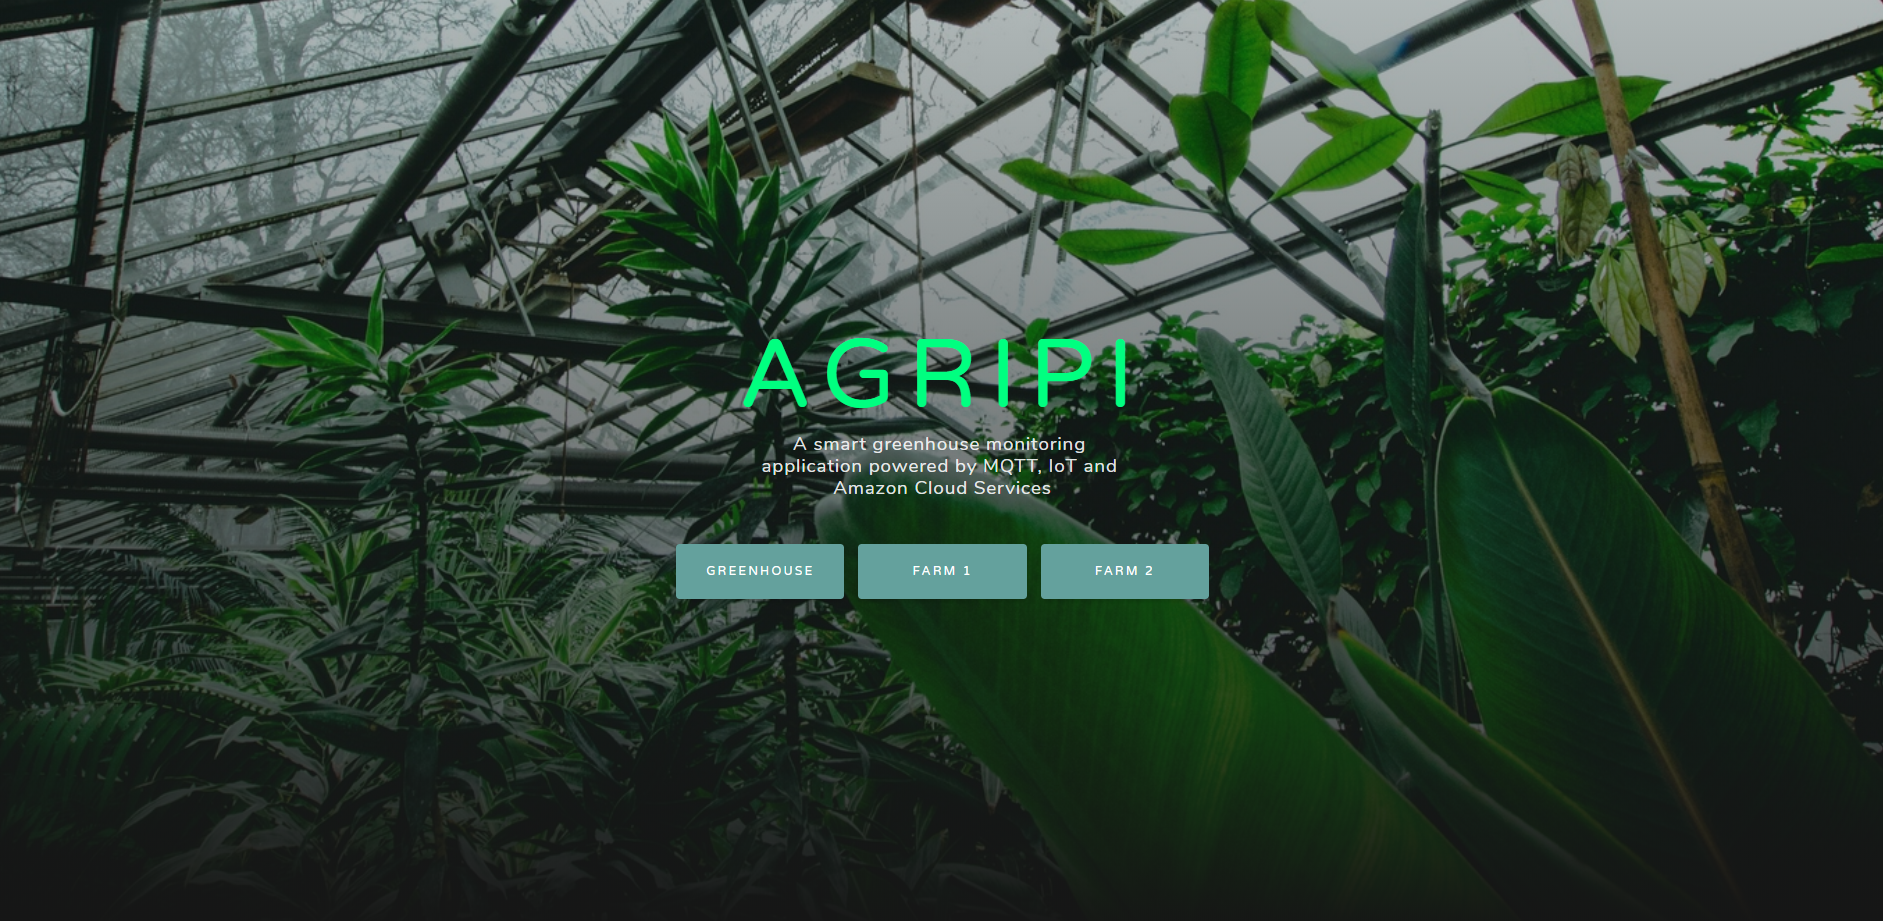 AGRIPI
A smart greenhouse monitoring
application powered by MQTT, IoT and
Amazon Cloud Services
GREENHOUSE
FARM 1
FARM 2